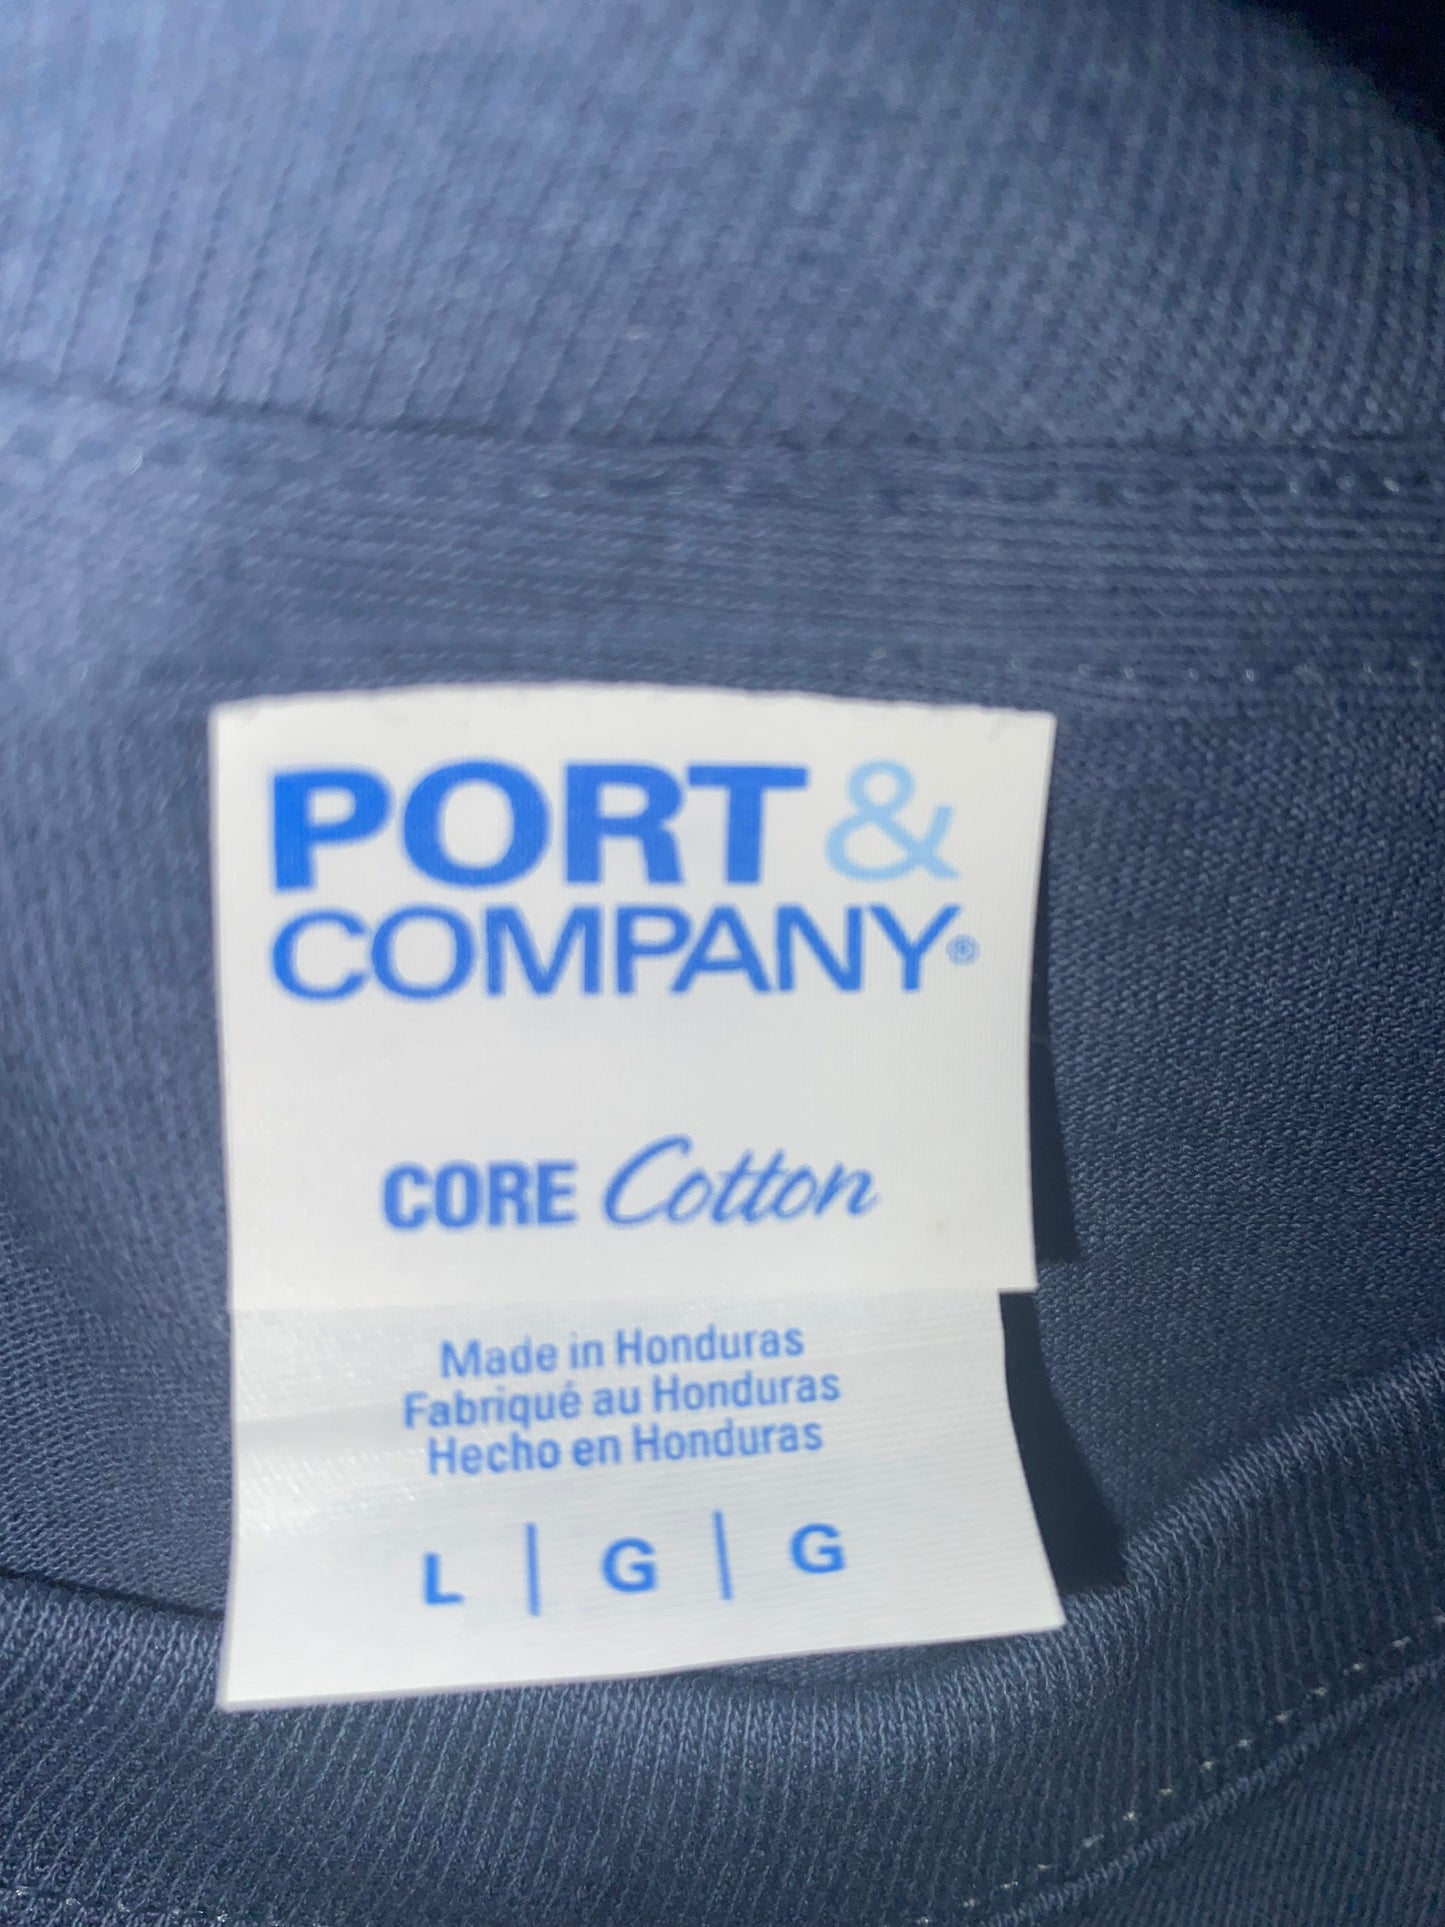 PORT &
COMPANY®
CORE Cotton
Made in Honduras
Fabriqué au Honduras
Hecho en Honduras
L | G | G